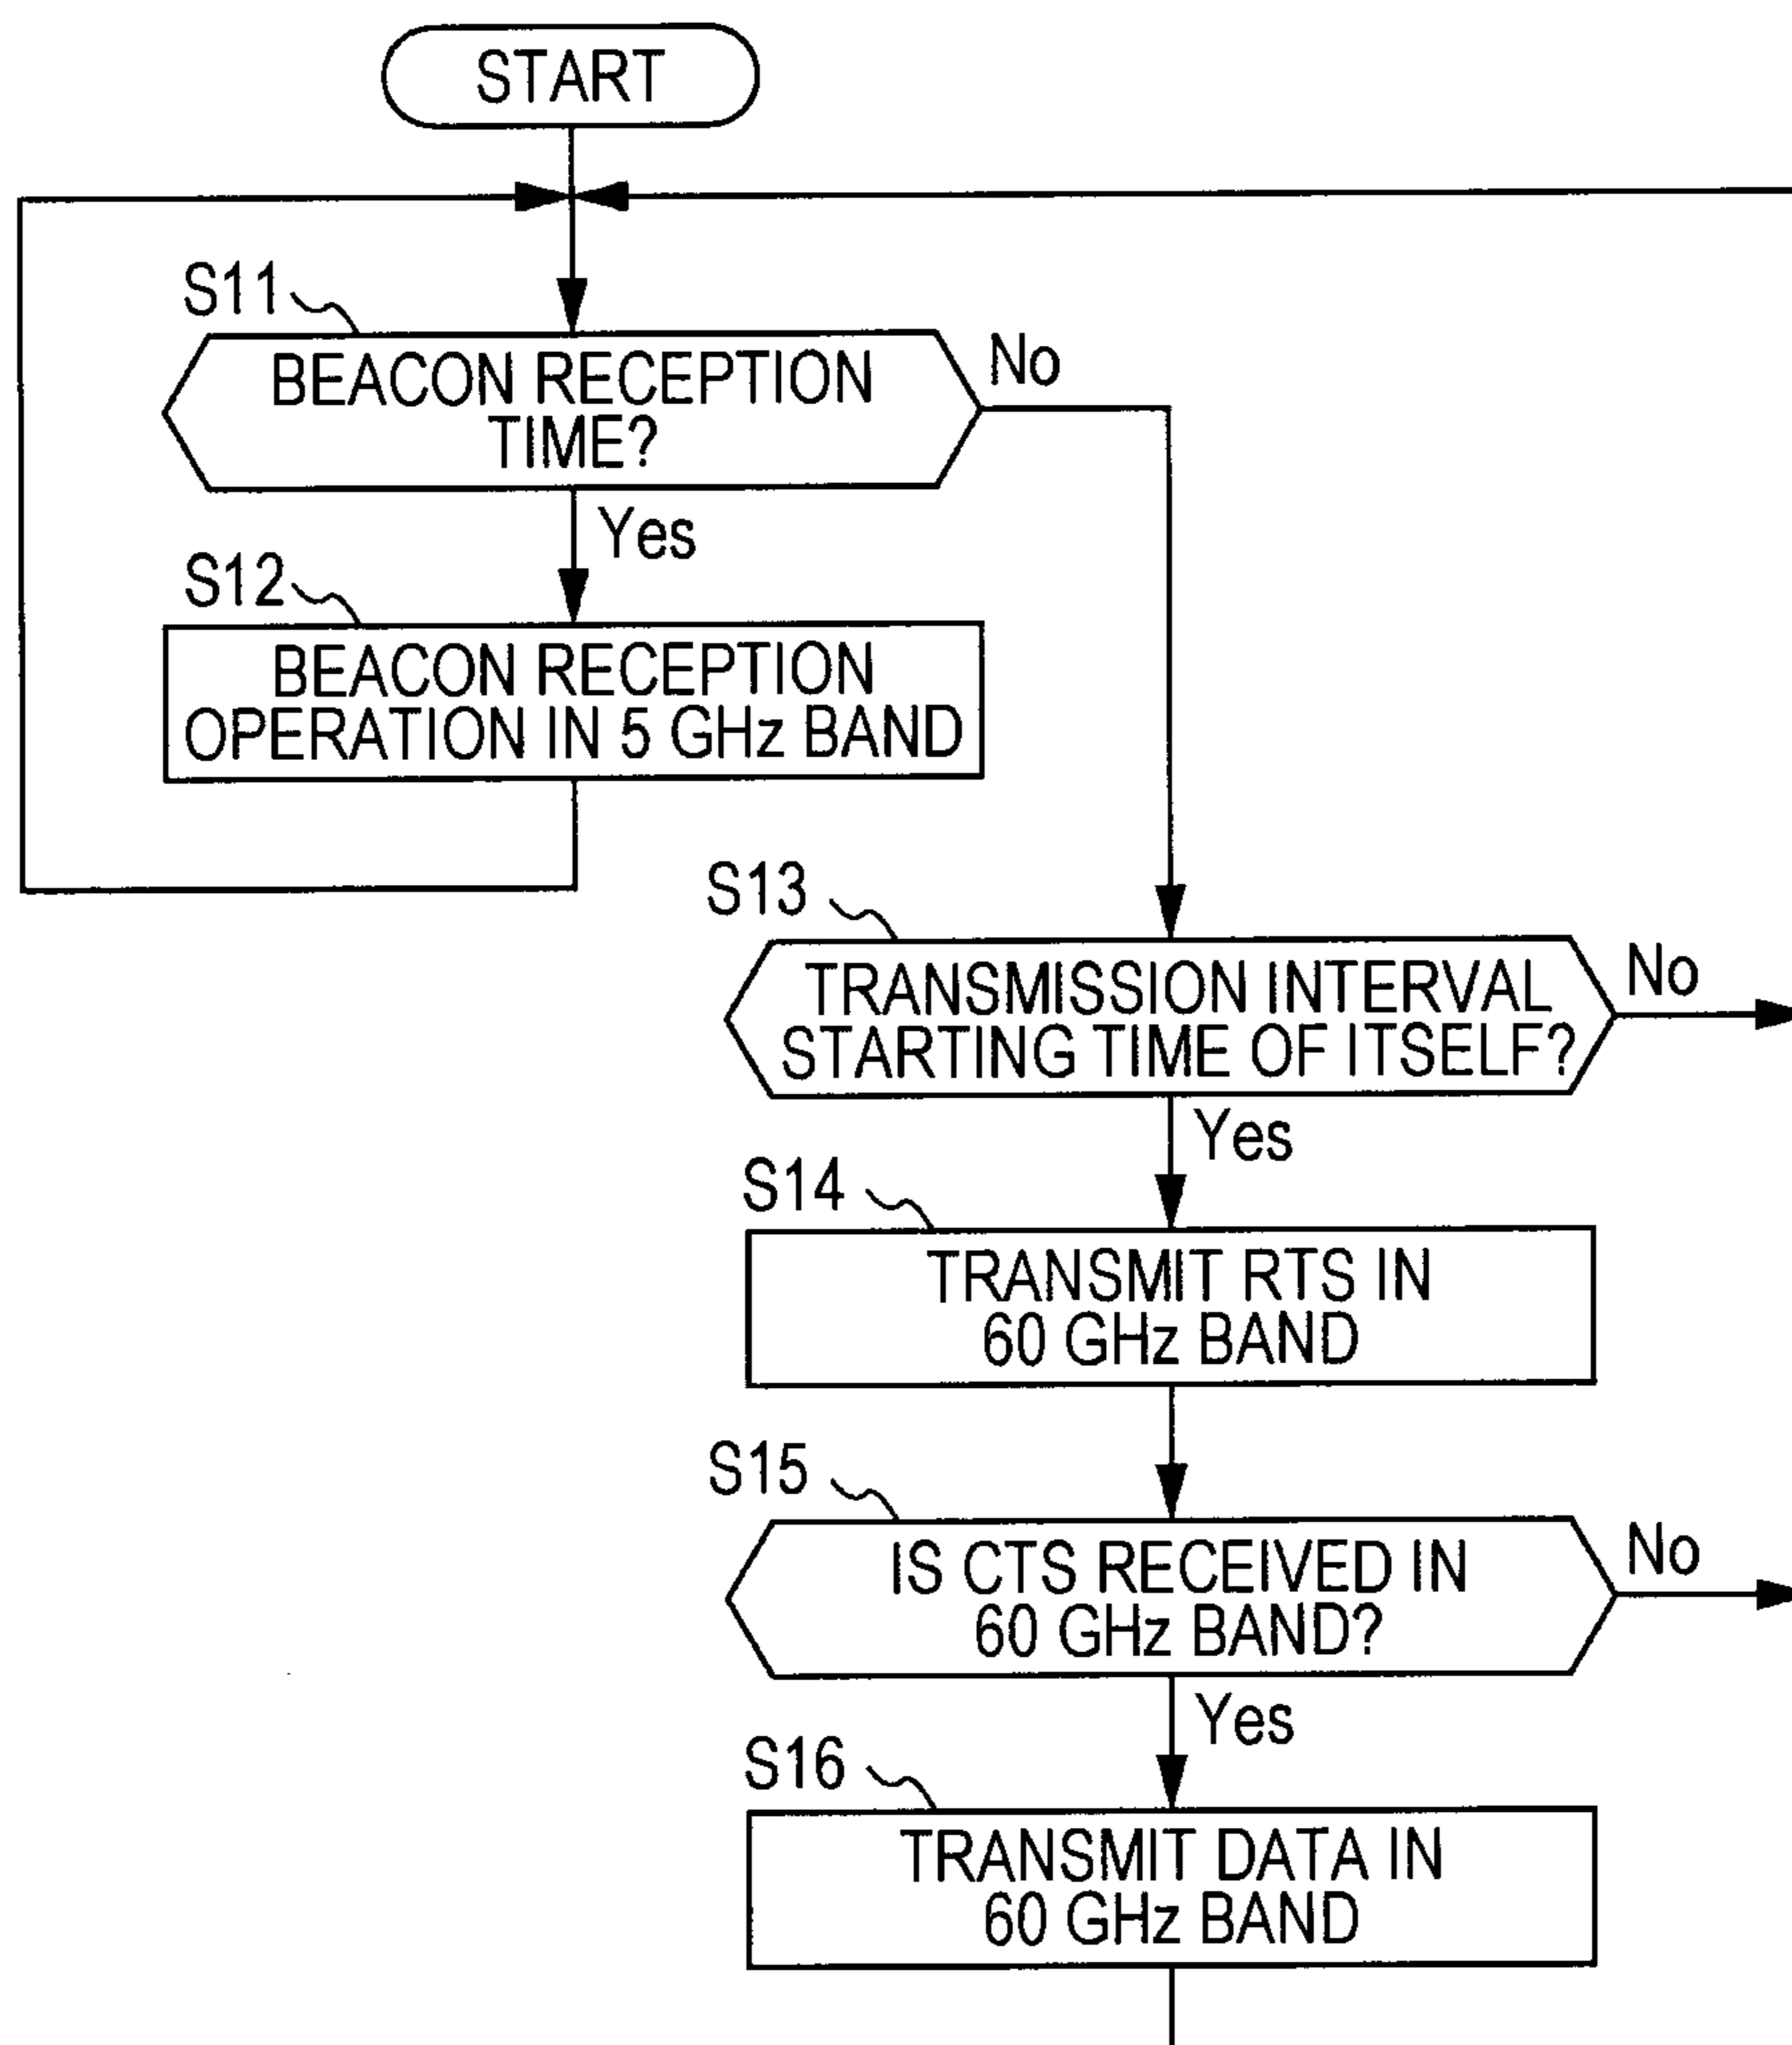 START
S11
BEACON RECEPTION
TIME?
No
Yes
S12
BEACON RECEPTION
OPERATION IN 5 GHz BAND
S13
TRANSMISSION INTERVAL
STARTING TIME OF ITSELF?
No
Yes
S14
TRANSMIT RTS IN
60 GHz BAND
S15
IS CTS RECEIVED IN
60 GHz BAND?
No
Yes
S16
TRANSMIT DATA IN
60 GHz BAND